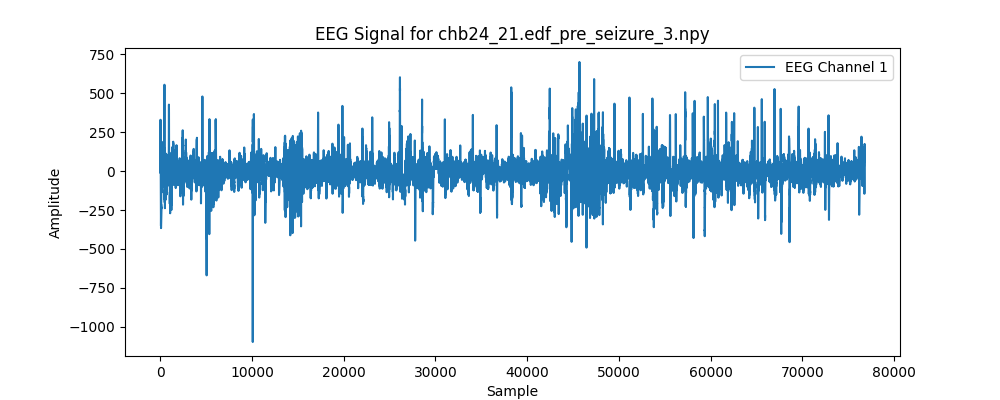 EEG Signal for chb24_21.edf_pre_seizure_3.npy
EEG Channel 1
Amplitude
750
500
250
0
−250
−500
−750
−1000
0 10000 20000 30000 40000 50000 60000 70000 80000
Sample